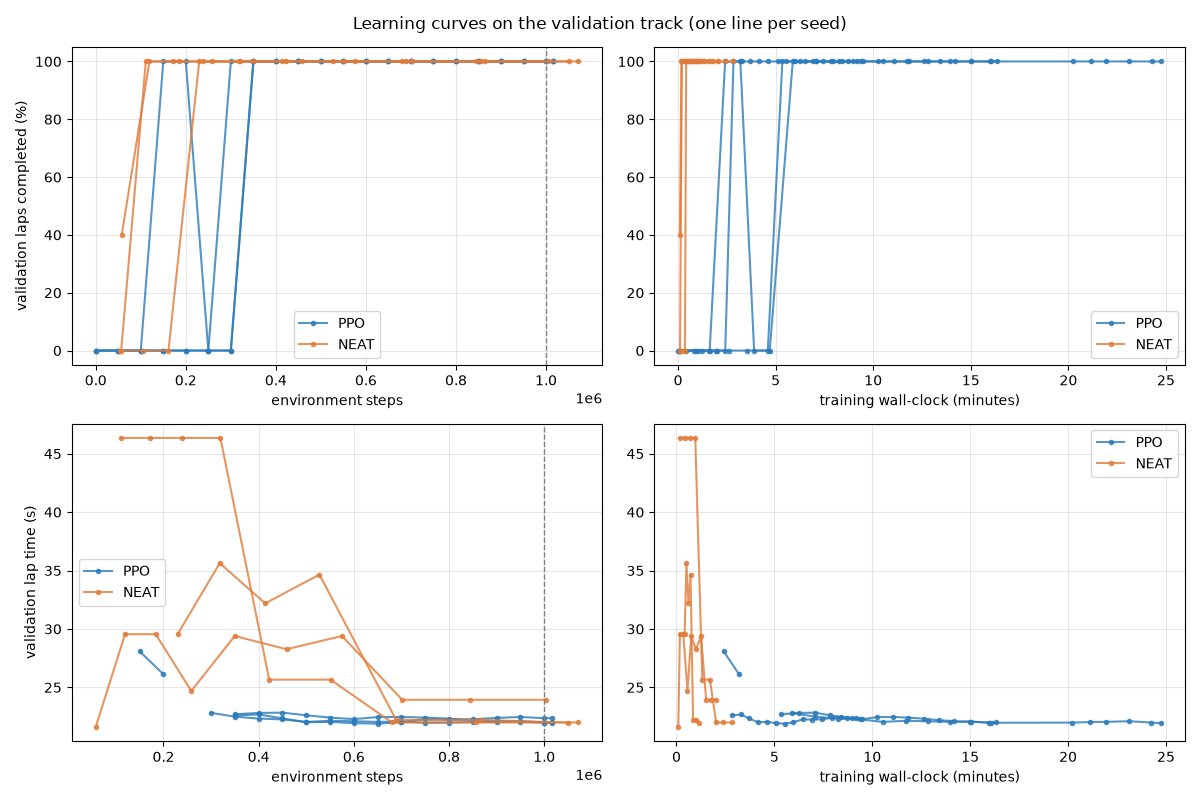 Learning curves on the validation track (one line per seed)
validation laps completed (%)
100
80
60
40
20
0
PPO
NEAT
0.0
0.2
0.4
0.6
0.8
1.0
1e6
environment steps
100
80
60
40
20
0
PPO
NEAT
0
5
10
15
20
25
training wall-clock (minutes)
validation lap time (s)
45
40
35
30
25
PPO
NEAT
0.2
0.4
0.6
0.8
1.0
1e6
environment steps
45
40
35
30
25
PPO
NEAT
0
5
10
15
20
25
training wall-clock (minutes)